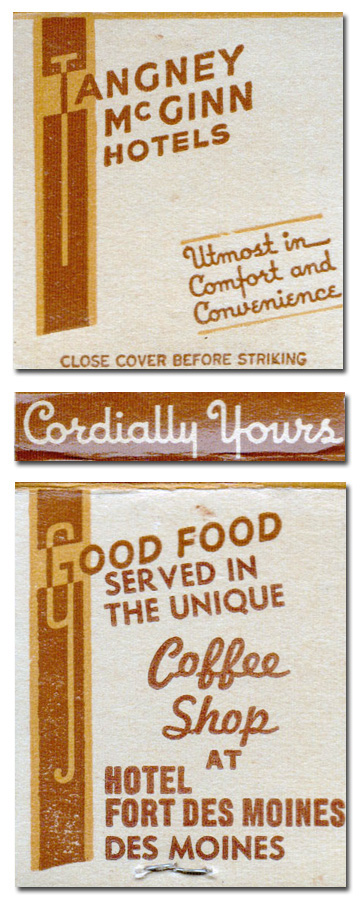 TANGNEY
McGINN
HOTELS
Utmost in
Comfort and
Convenience
CLOSE COVER BEFORE STRIKING
Cordially Yours
GOOD FOOD
SERVED IN
THE UNIQUE
Coffee
Shop
AT
HOTEL
FORT DES MOINES
DES MOINES